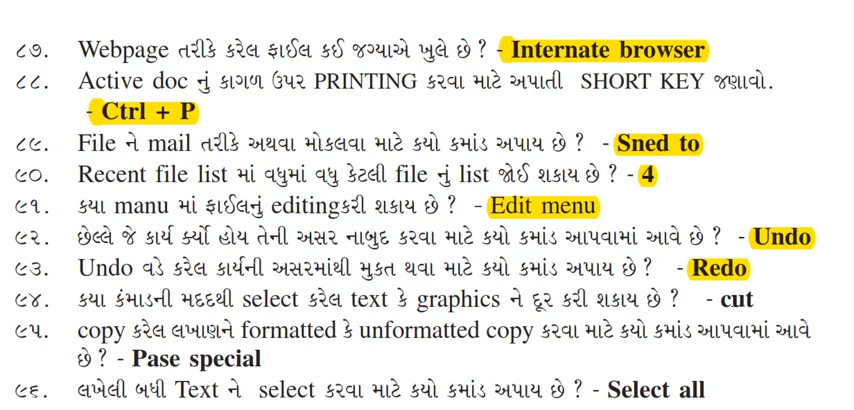 ૮૭. Webpage તરીકે કરેલ ફાઈલ કઈ જગ્યાએ ખુલે છે ? - Internate browser
૮૮. Active doc નું કાગળ ઉપર PRINTING કરવા માટે અપાતી SHORT KEY જણાવો.
- Ctrl + P
૮૯. File ને mail તરીકે અથવા મોકલવા માટે કયો કમાંડ અપાય છે ? - Sned to
૯૦. Recent file list માં વધુમાં વધુ કેટલી file નું list જોઈ શકાય છે ? - 4
૯૧. કયા manu માં ફાઈલનું editingકરી શકાય છે ? - Edit menu
૯૨. છેલ્લે જે કાર્ય ર્ક્યો હોય તેની અસર નાબુદ કરવા માટે કયો કમાંડ આપવામાં આવે છે ? - Undo
૯૩. Undo વડે કરેલ કાર્યની અસરમાંથી મુકત થવા માટે કયો કમાંડ અપાય છે ? - Redo
૯૪. કયા કંમાડની મદદથી select કરેલ text કે graphics ને દૂર કરી શકાય છે ? - cut
૯૫. copy કરેલ લખાણને formatted કે unformatted copy કરવા માટે કયો કમાંડ આપવામાં આવે
છે ? - Pase special
૯૬. લખેલી બધી Text ને select કરવા માટે કયો કમાંડ અપાય છે ? - Select all